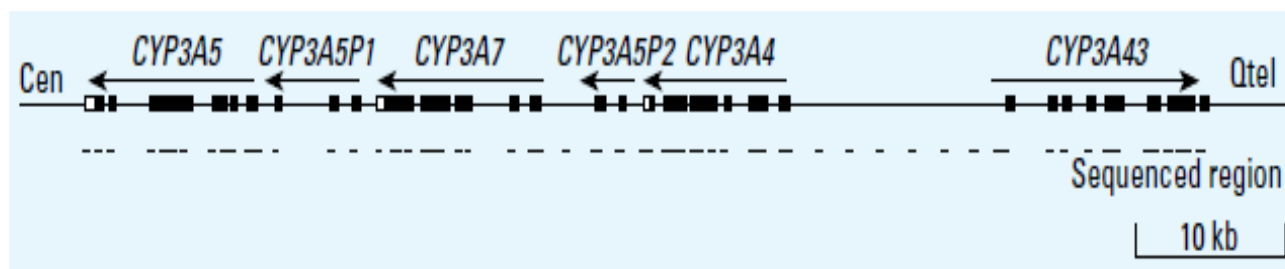 CYP3A5 CYP3A5P1 CYP3A7 CYP3A5P2 CYP3A4 CYP3A43
Cen Qtel
Sequenced region
10 kb